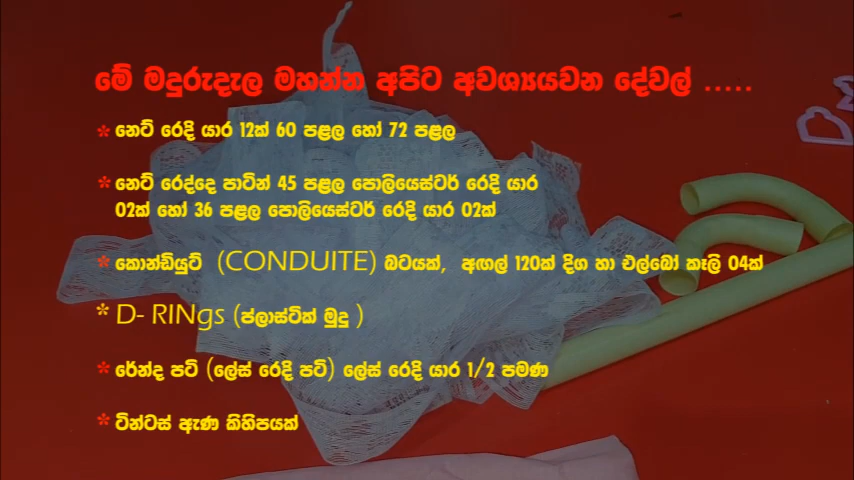 මේ මදුරුදැල මහන්න අපිට අවශ්‍යයවන දේවල් .....
* නෙට් රෙදි යාර 12ක් 60 පළල හෝ 72 පළල
* නෙට් රෙද්දෙ පාටින් 45 පළල පොලියෙස්ටර් රෙදි යාර
02ක් හෝ 36 පළල පොලියෙස්ටර් රෙදි යාර 02ක්
* කොන්ඩියුට් (CONDUITE) බටයක්, අඟල් 120ක් දිග හා එල්බෝ කෑලි 04ක්
* D- RINgs (ප්ලාස්ටික් මුදු )
* රේන්ද පටි (ලේස් රෙදි පටි) ලේස් රෙදි යාර 1/2 පමණ
* ටින්ටස් ඇණ කිහිපයක්